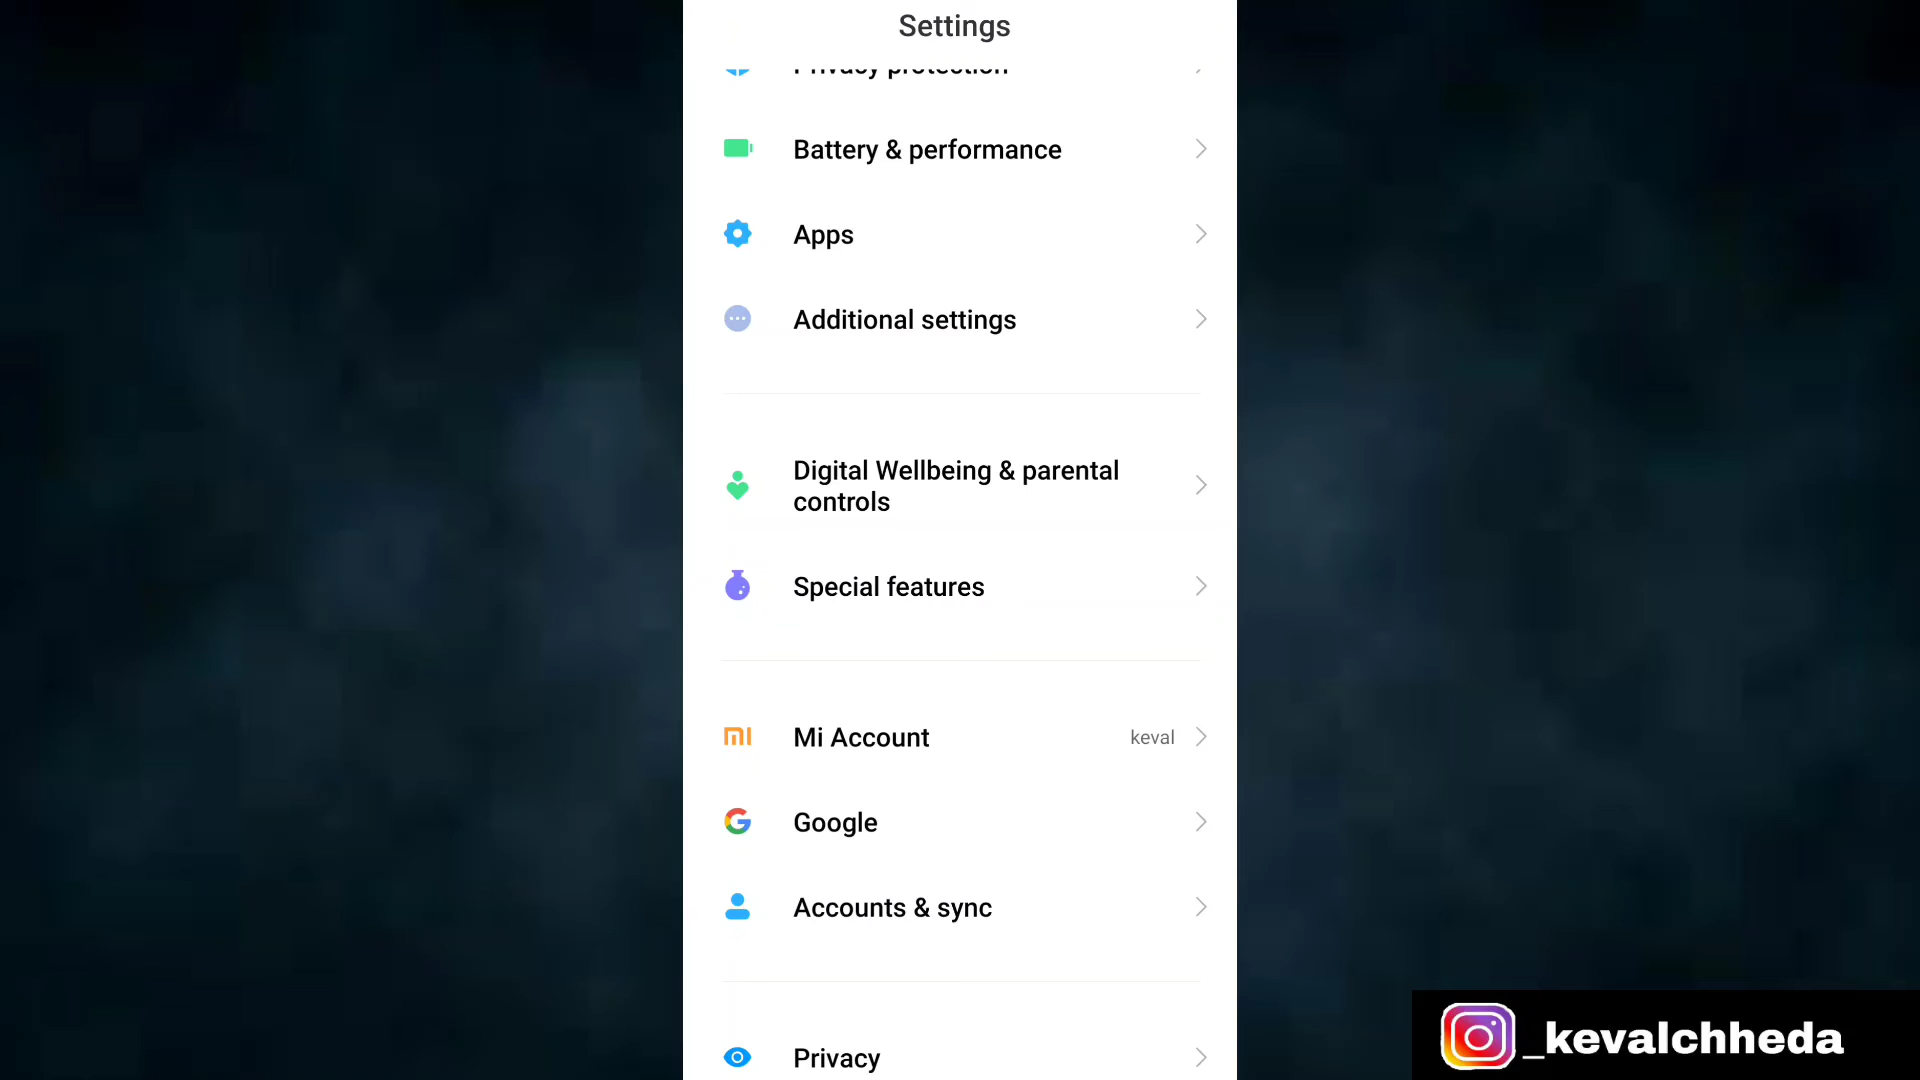 Settings
Privacy protection
Battery & performance
Apps
Additional settings
Digital Wellbeing & parental
controls
Special features
Mi Account keval
Google
Accounts & sync
Privacy
_kevalchheda